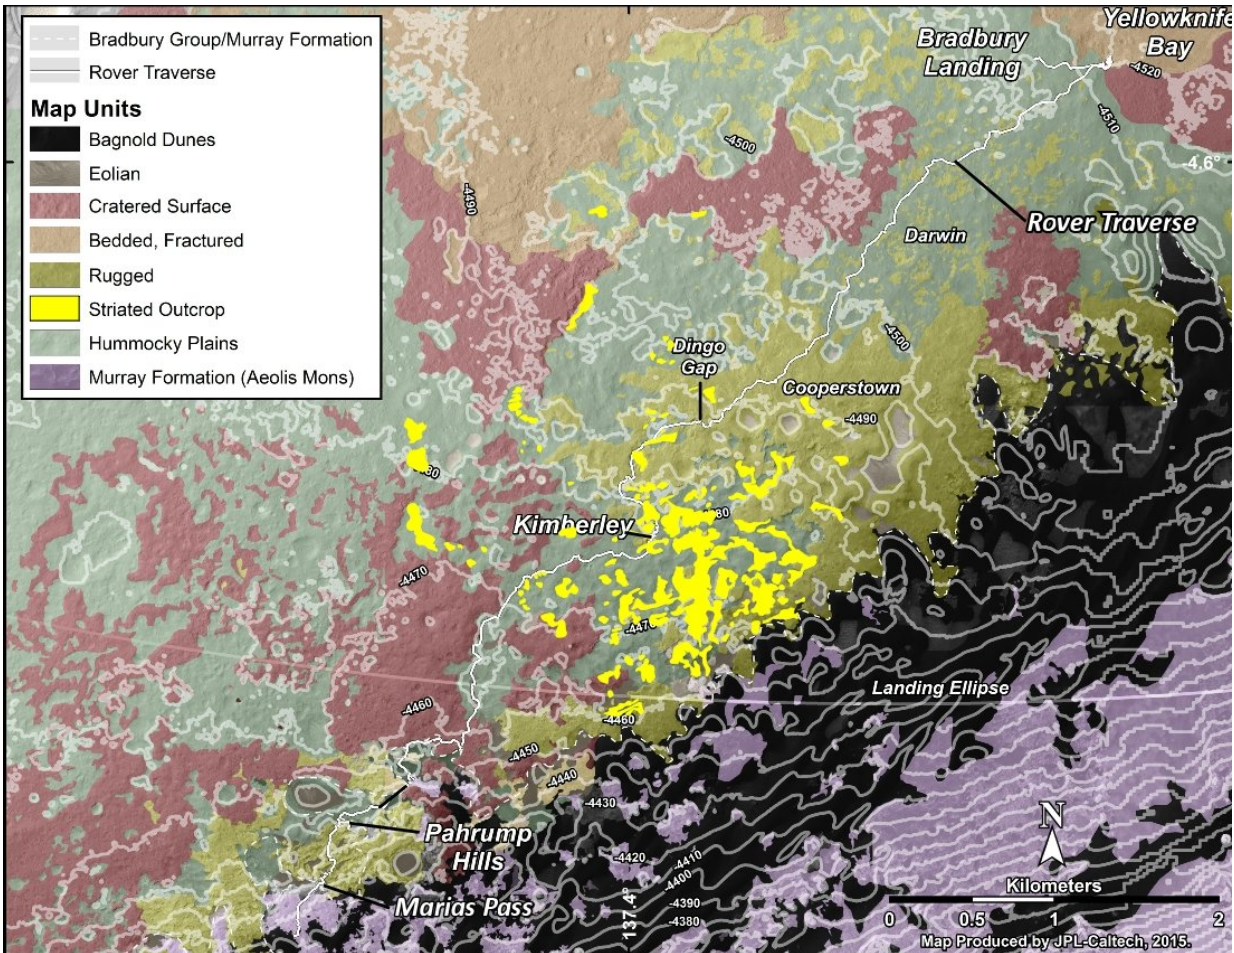 Bradbury Group/Murray Formation
Rover Traverse
Map Units
Bagnold Dunes
Eolian
Cratered Surface
Bedded, Fractured
Rugged
Striated Outcrop
Hummocky Plains
Murray Formation (Aeolis Mons)
Yellowknife
Bay
Bradbury
Landing
-4520
-4510
-4500
-4.6°
-4490
Rover Traverse
Darwin
-4500
Dingo
Gap
Cooperstown
-4490
Kimberley
-4470
Landing Ellipse
-4460
-4460
-4450
-4440
-4430
Pahrump
Hills
-4420
-4410
-4400
-4390
-4380
Marias Pass
137.4°
N
Kilometers
0 0.5 1 2
Map Produced by JPL-Caltech, 2015.